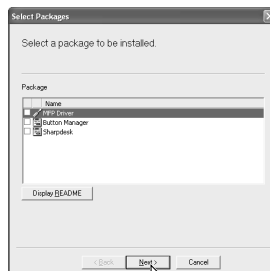 Select Packages
Select a package to be installed.
Package
Name
MFP Driver
Button Manager
Sharpdesk
Display README
< Back
Next >
Cancel